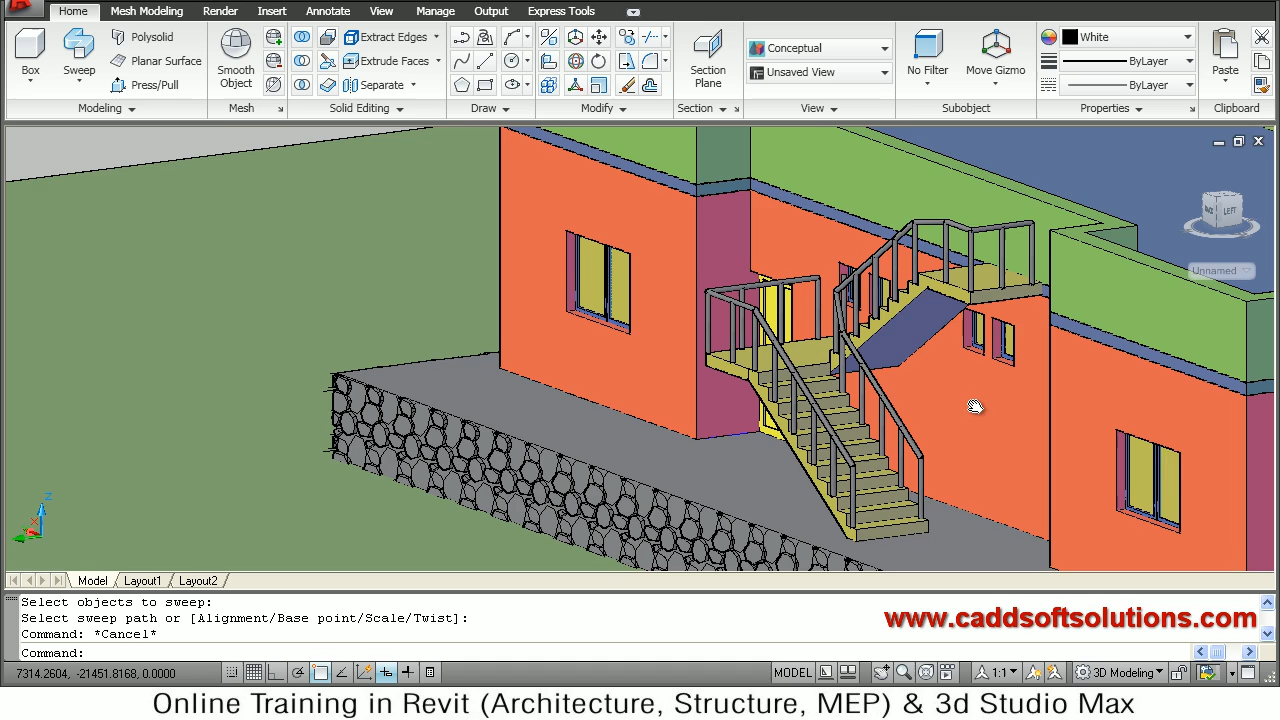 Home Mesh Modeling Render Insert Annotate View Manage Output Express Tools
Polysolid Extract Edges Conceptual White
Planar Surface Extrude Faces Unsaved View ByLayer
Box Sweep Press/Pull Smooth Object Separate Section Plane No Filter Move Gizmo ByLayer Paste
Modeling Mesh Solid Editing Draw Modify Section View Subobject Properties Clipboard
LEFT
Unnamed
Z
X
Model Layout1 Layout2
Select objects to sweep:
Select sweep path or [Alignment/Base point/Scale/Twist]:
Command: *Cancel*
Command:
www.caddsoftsolutions.com
7314.2604, -21451.8168, 0.0000 MODEL 1:1 3D Modeling
Online Training in Revit (Architecture, Structure, MEP) & 3d Studio Max